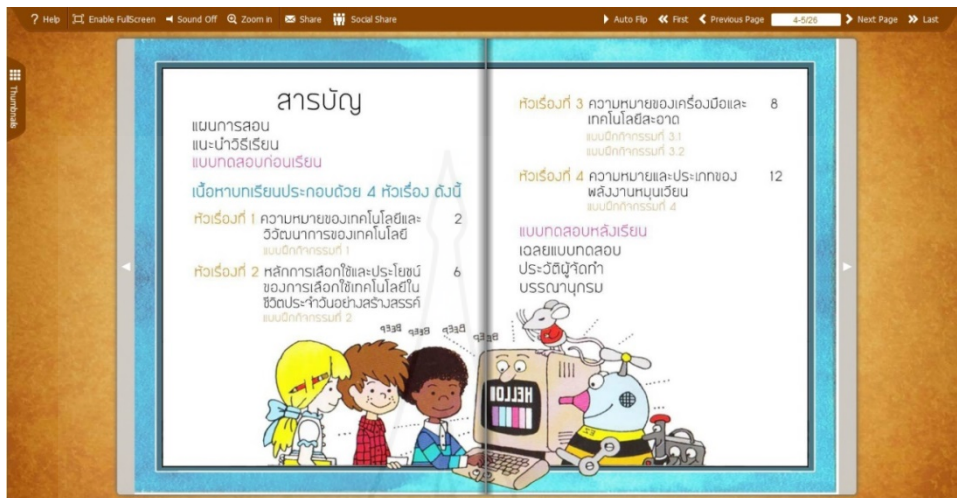 Help
Enable FullScreen
Sound Off
Zoom in
Share
Social Share
Auto Flip
First
Previous Page
4-5/26
Next Page
Last
Thumbnails
สารบัญ
แผนการสอน
แนะนำวิธีเรียน
แบบทดสอบก่อนเรียน
เนื้อหาบทเรียนประกอบด้วย 4 หัวเรื่อง ดังนี้
หัวเรื่องที่ 1 ความหมายของเทคโนโลยีและ 2
วิวัฒนาการของเทคโนโลยี
แบบฝึกกิจกรรมที่ 1
หัวเรื่องที่ 2 หลักการเลือกใช้และประโยชน์ 6
ของการเลือกใช้เทคโนโลยีใน
ชีวิตประจำวันอย่างสร้างสรรค์
แบบฝึกกิจกรรมที่ 2
หัวเรื่องที่ 3 ความหมายของเครื่องมือและ 8
เทคโนโลยีสะอาด
แบบฝึกกิจกรรมที่ 3.1
แบบฝึกกิจกรรมที่ 3.2
หัวเรื่องที่ 4 ความหมายและประเภทของ 12
พลังงานหมุนเวียน
แบบฝึกกิจกรรมที่ 4
แบบทดสอบหลังเรียน
เฉลยแบบทดสอบ
ประวัติผู้จัดทำ
บรรณานุกรม
BEEP BEEP BEEP BEEP
HELLO